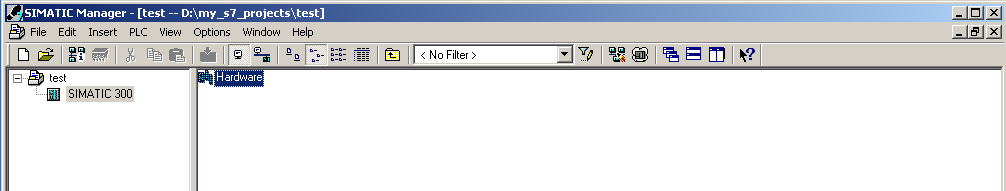 SIMATIC Manager - [test -- D:\my_s7_projects\test]
File Edit Insert PLC View Options Window Help
< No Filter >
test
SIMATIC 300
Hardware